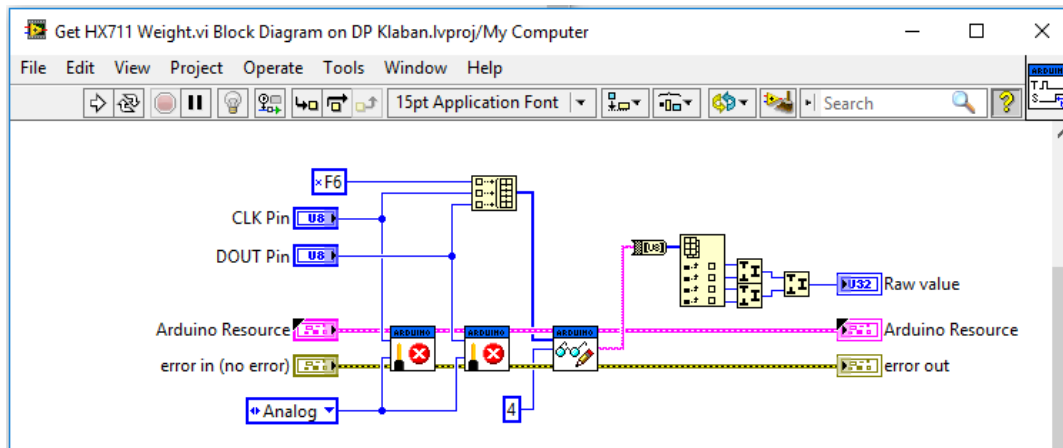 Get HX711 Weight.vi Block Diagram on DP Klaban.lvproj/My Computer
File Edit View Project Operate Tools Window Help
15pt Application Font Search ?
ARDUINO
×F6
CLK Pin U8
DOUT Pin U8
[U8]
U32 Raw value
Arduino Resource ARDUINO ARDUINO ARDUINO Arduino Resource
error in (no error) error out
Analog 4